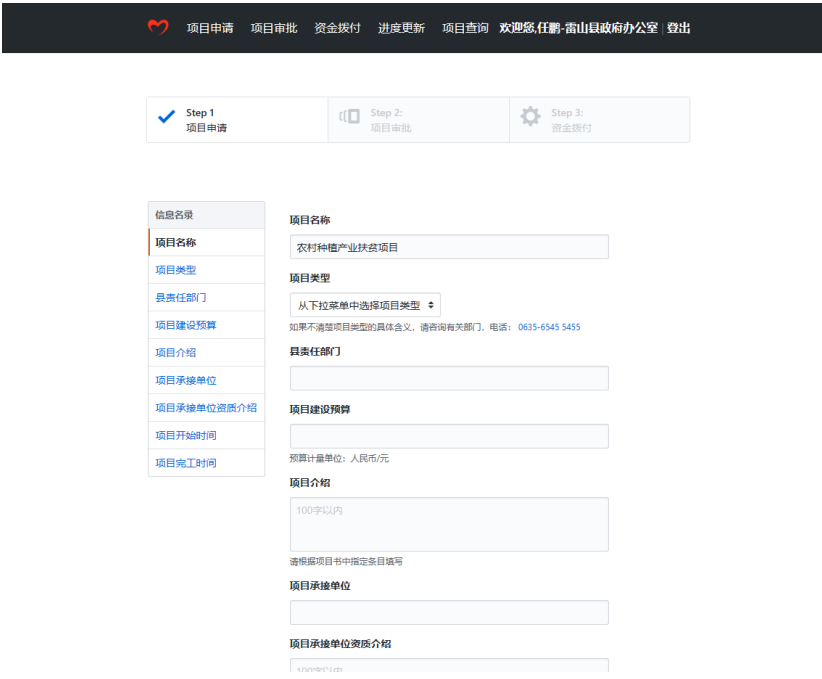 项目申请 项目审批 资金拨付 进度更新 项目查询 欢迎您,任鹏-雷山县政府办公室 | 登出
Step 1
项目申请
Step 2:
项目审批
Step 3:
资金拨付
信息名录
项目名称
项目类型
县责任部门
项目建设预算
项目介绍
项目承接单位
项目承接单位资质介绍
项目开始时间
项目完工时间
项目名称
农村种植产业扶贫项目
项目类型
从下拉菜单中选择项目类型
如果不清楚项目类型的具体含义，请咨询有关部门，电话： 0635-6545 5455
县责任部门
项目建设预算
预算计量单位：人民币/元
项目介绍
100字以内
请根据项目书中指定条目填写
项目承接单位
项目承接单位资质介绍
100字以内